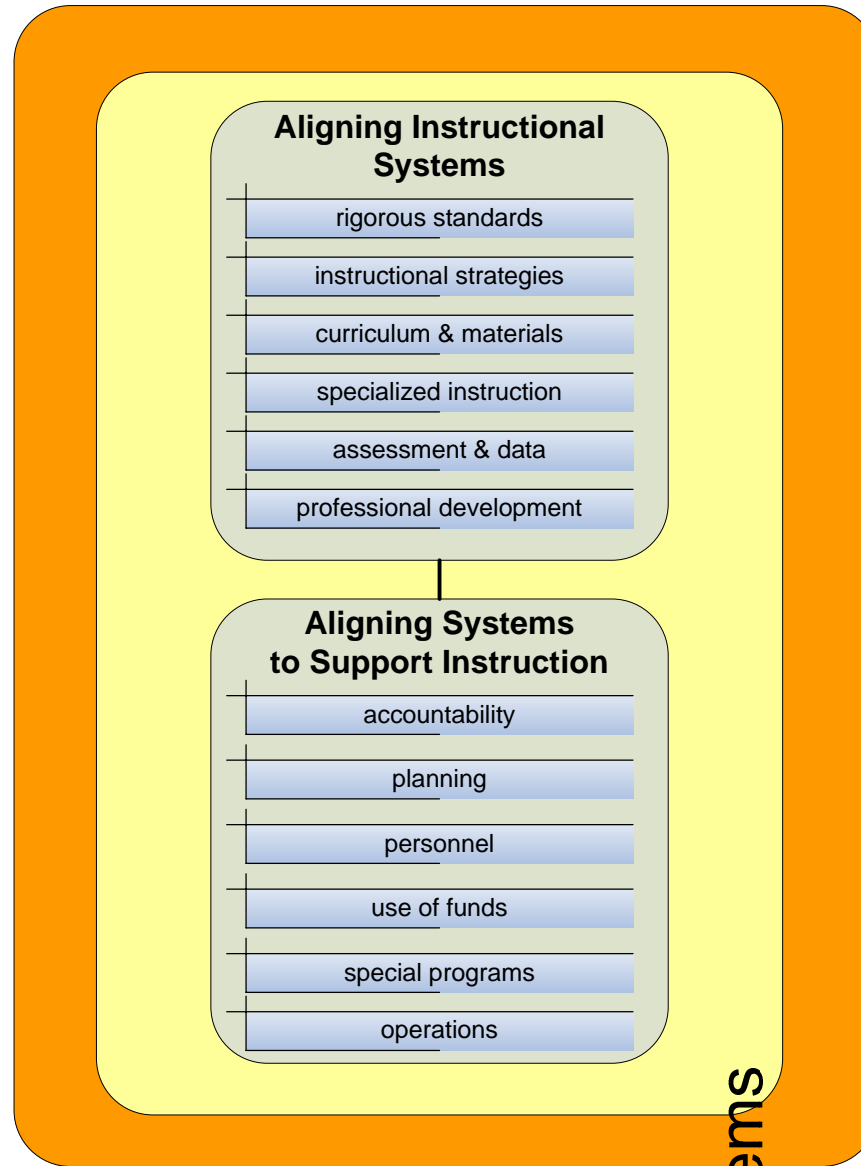 Aligning Instructional
Systems
rigorous standards
instructional strategies
curriculum & materials
specialized instruction
assessment & data
professional development
Aligning Systems
to Support Instruction
accountability
planning
personnel
use of funds
special programs
operations